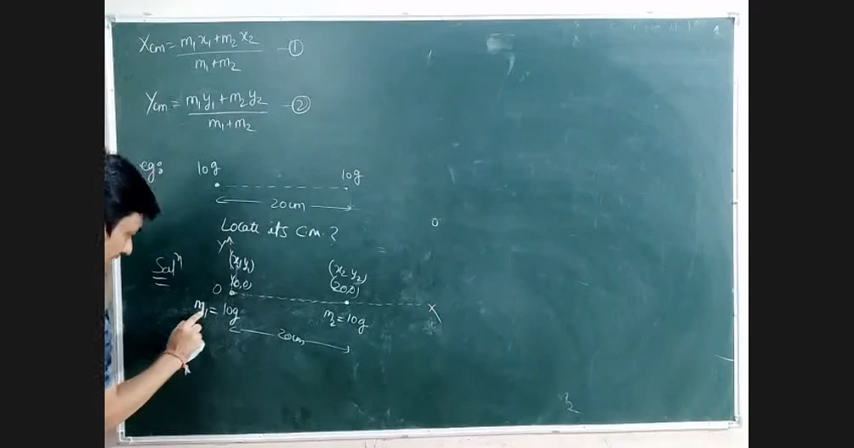 Xcm = m₁x₁ + m₂x₂ / m₁ + m₂ — ①
Ycm = m₁y₁ + m₂y₂ / m₁ + m₂ — ②
eg: 10g 10g
20cm
Locate its C.M. ?
Y
Solⁿ (x₁y₁) (x₂ y₂)
(0,0) (20,0)
O X
m₁ = 10g m₂ = 10g
20cm